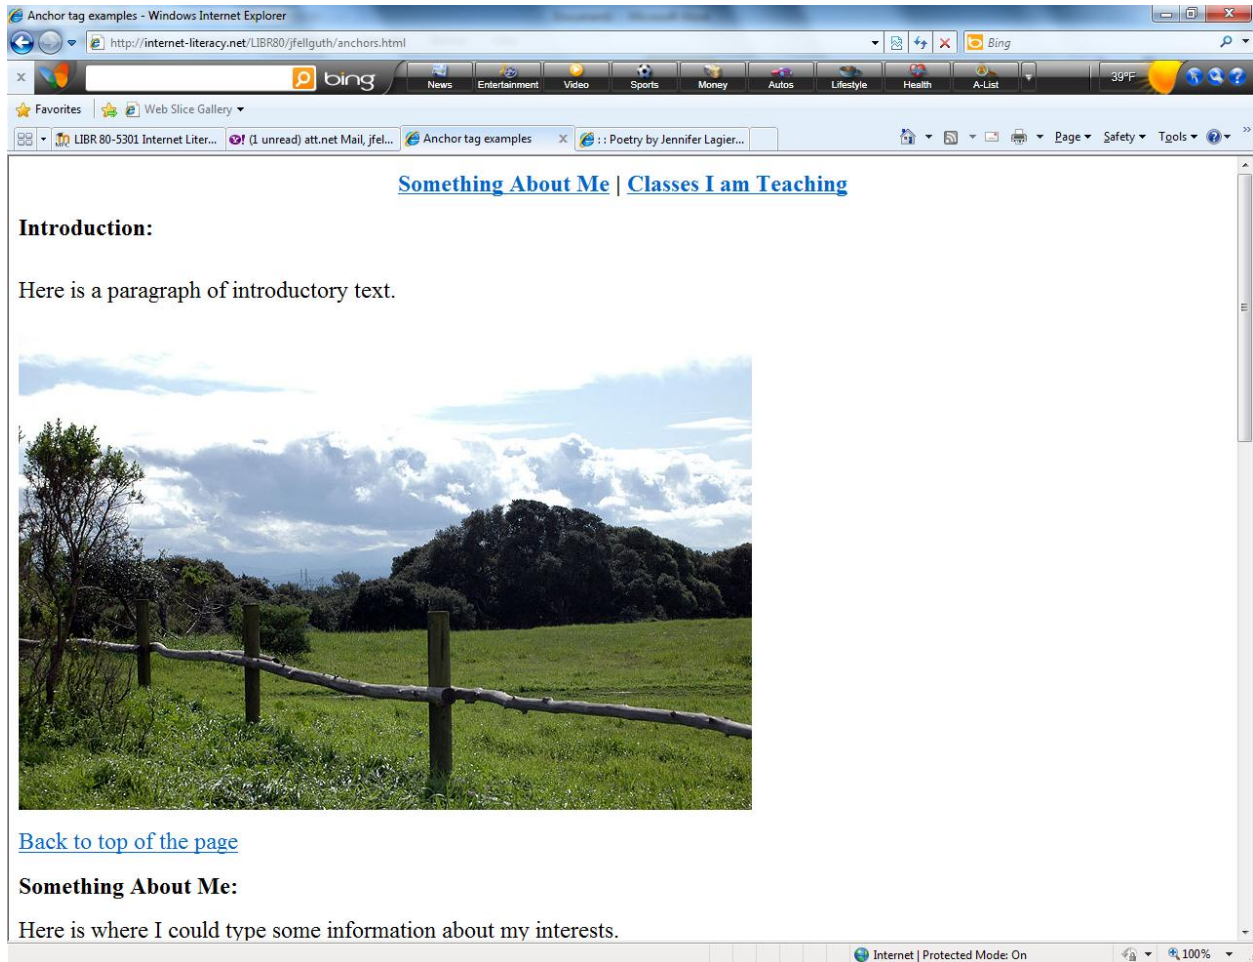 Anchor tag examples - Windows Internet Explorer
http://internet-literacy.net/LIBR80/jfellguth/anchors.html
Bing
x
bing
News Entertainment Video Sports Money Autos Lifestyle Health A-List
39°F
Favorites Web Slice Gallery
LIBR 80-5301 Internet Liter... (1 unread) att.net Mail, jfel... Anchor tag examples x : : Poetry by Jennifer Lagier... Page Safety Tools
Something About Me | Classes I am Teaching
Introduction:
Here is a paragraph of introductory text.
Back to top of the page
Something About Me:
Here is where I could type some information about my interests.
Internet | Protected Mode: On 100%